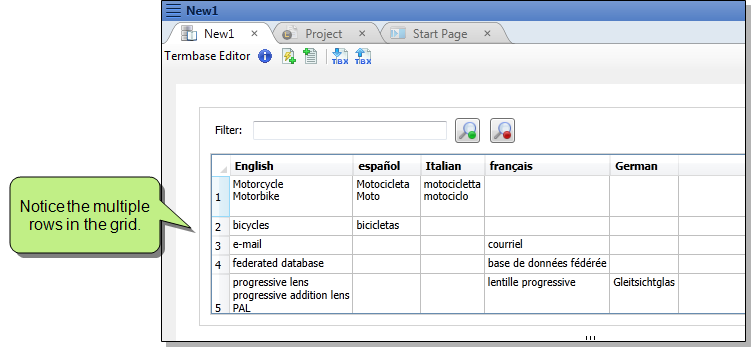 New1
New1 × Project × Start Page ×
Termbase Editor TBX TBX
Filter:
English español Italian français German
1 Motorcycle Motocicleta motocicletta
Motorbike Moto motociclo
2 bicycles bicicletas
3 e-mail courriel
4 federated database base de données fédérée
5 progressive lens lentille progressive Gleitsichtglas
progressive addition lens
PAL
Notice the multiple
rows in the grid.